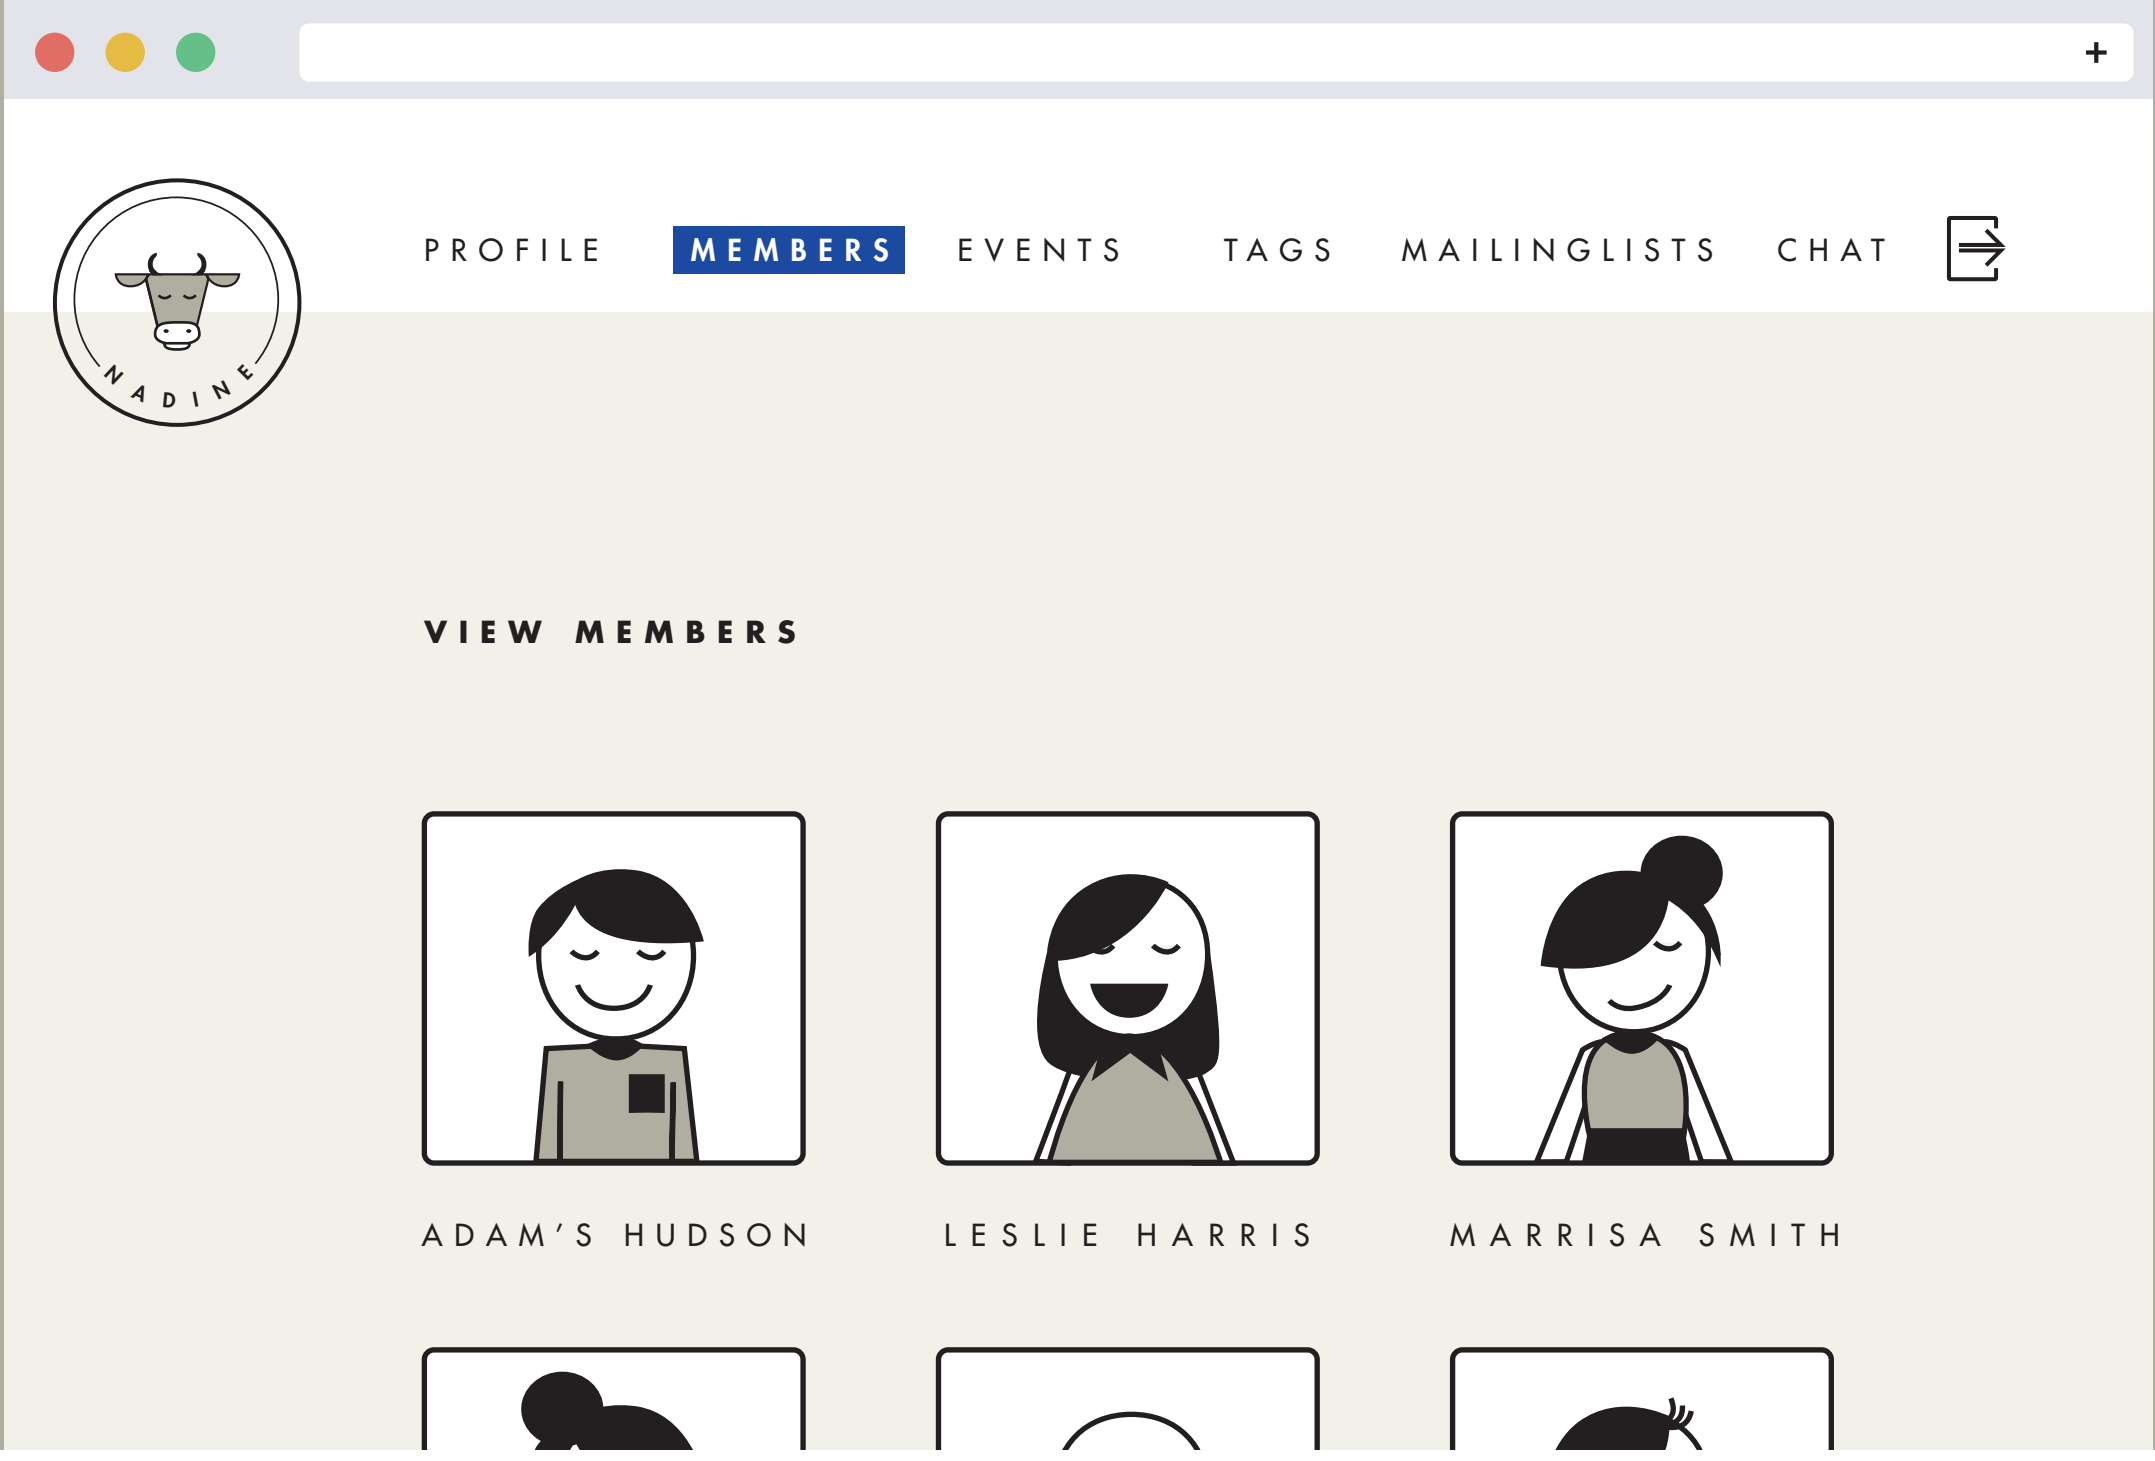 +
PROFILE MEMBERS EVENTS TAGS MAILINGLISTS CHAT
NADINE
VIEW MEMBERS
ADAM’S HUDSON LESLIE HARRIS MARRISA SMITH